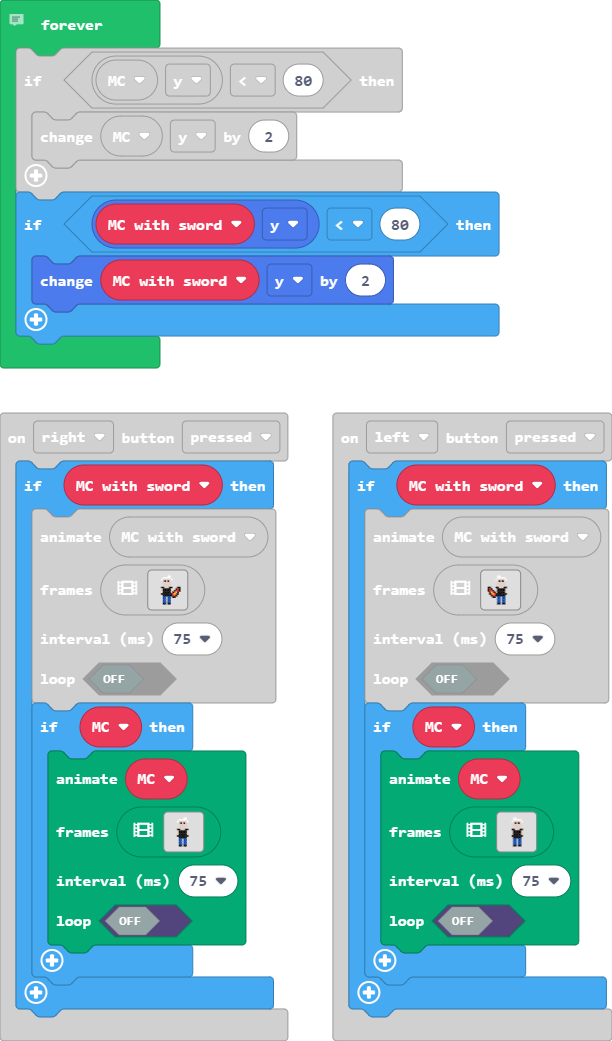 forever
if MC y < 80 then
change MC y by 2
if MC with sword y < 80 then
change MC with sword y by 2
on right button pressed
if MC with sword then
animate MC with sword
frames
interval (ms) 75
loop OFF
if MC then
animate MC
frames
interval (ms) 75
loop OFF
on left button pressed
if MC with sword then
animate MC with sword
frames
interval (ms) 75
loop OFF
if MC then
animate MC
frames
interval (ms) 75
loop OFF